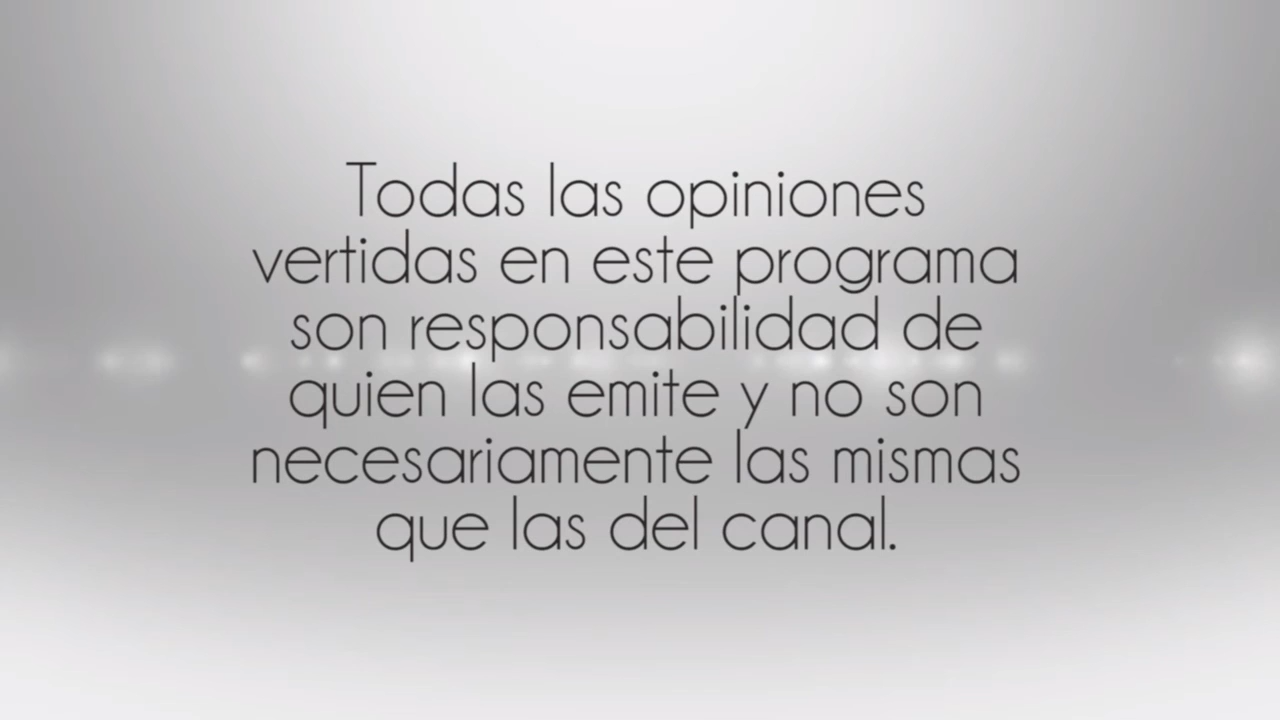 Todas las opiniones
vertidas en este programa
son responsabilidad de
quien las emite y no son
necesariamente las mismas
que las del canal.